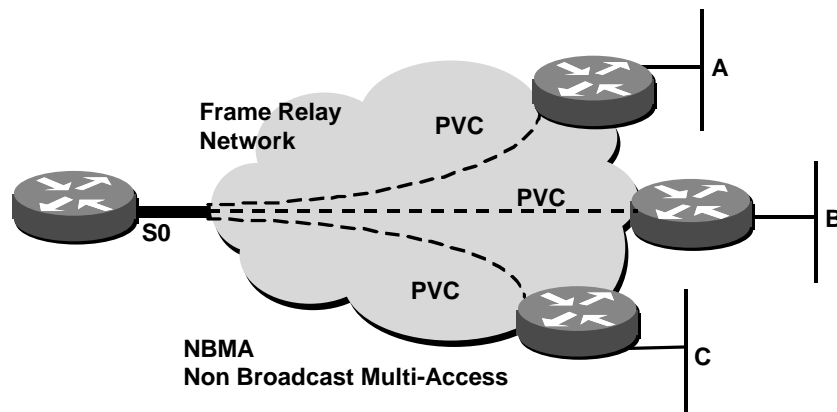 A
Frame Relay
Network
PVC
PVC
B
S0
PVC
C
NBMA
Non Broadcast Multi-Access